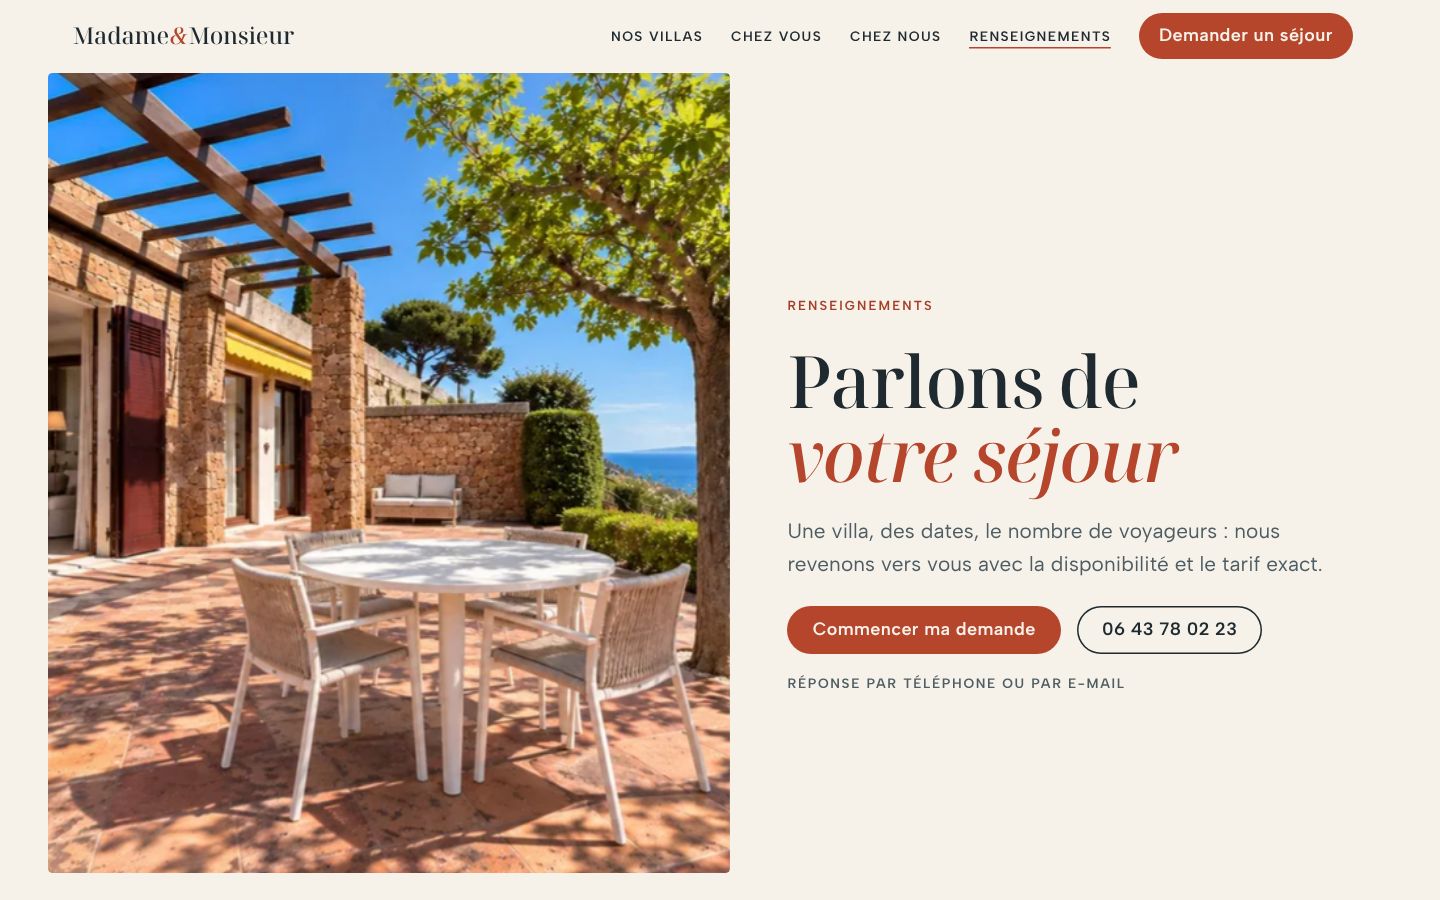 Madame&Monsieur
NOS VILLAS
CHEZ VOUS
CHEZ NOUS
RENSEIGNEMENTS
Demander un séjour
RENSEIGNEMENTS
Parlons de
votre séjour
Une villa, des dates, le nombre de voyageurs : nous
revenons vers vous avec la disponibilité et le tarif exact.
Commencer ma demande
06 43 78 02 23
RÉPONSE PAR TÉLÉPHONE OU PAR E-MAIL